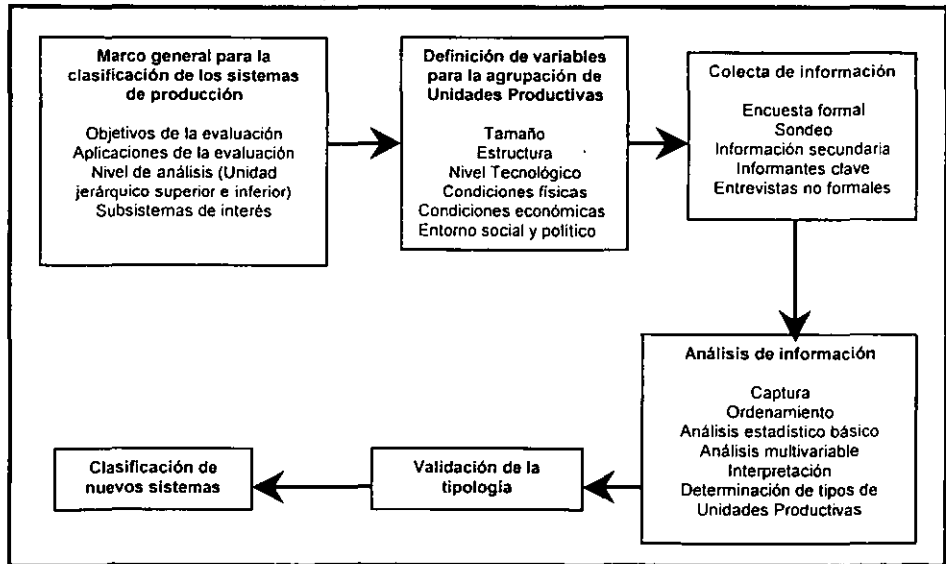 Marco general para la
clasificación de los sistemas
de producción
Objetivos de la evaluación
Aplicaciones de la evaluación
Nivel de análisis (Unidad
jerárquico superior e inferior)
Subsistemas de interés
Definición de variables
para la agrupación de
Unidades Productivas
Tamaño
Estructura
Nivel Tecnológico
Condiciones físicas
Condiciones económicas
Entorno social y político
Colecta de información
Encuesta formal
Sondeo
Información secundaria
Informantes clave
Entrevistas no formales
Análisis de información
Captura
Ordenamiento
Análisis estadístico básico
Análisis multivariable
Interpretación
Determinación de tipos de
Unidades Productivas
Validación de la
tipología
Clasificación de
nuevos sistemas